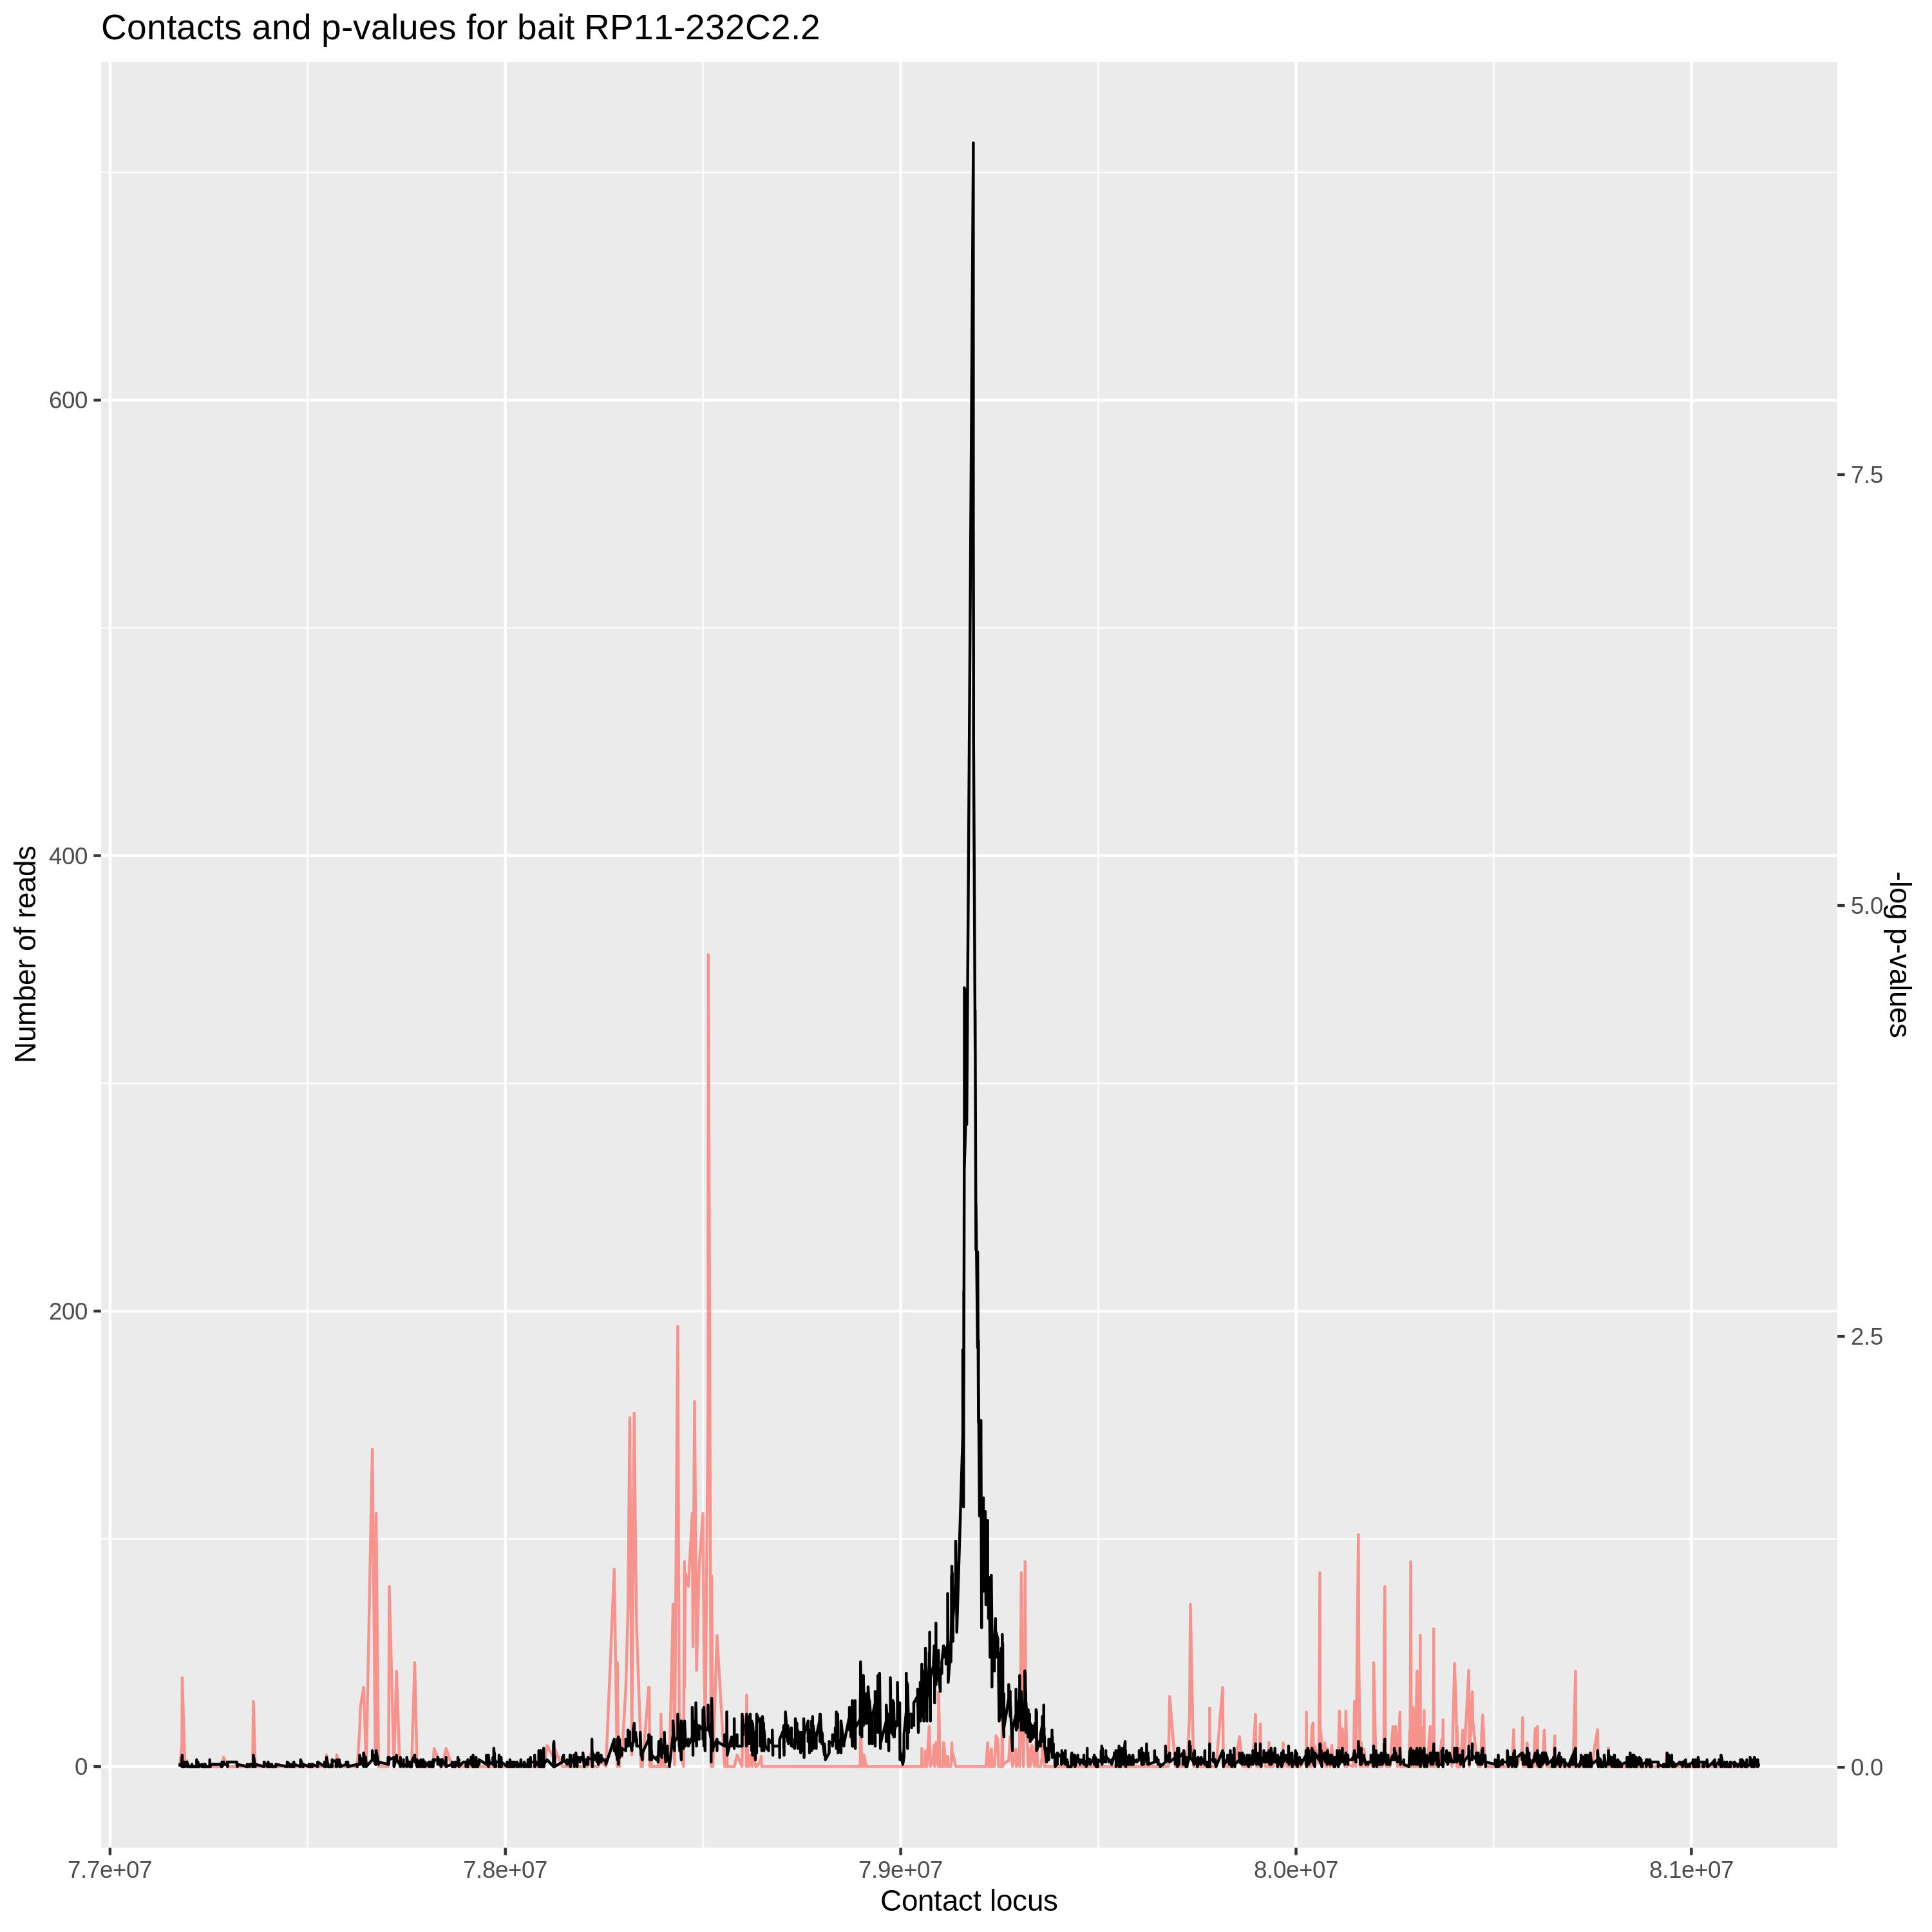 Contacts and p-values for bait RP11-232C2.2
600
400
200
0
Number of reads
7.5
5.0
2.5
0.0
-log p-values
7.7e+07 7.8e+07 7.9e+07 8.0e+07 8.1e+07
Contact locus